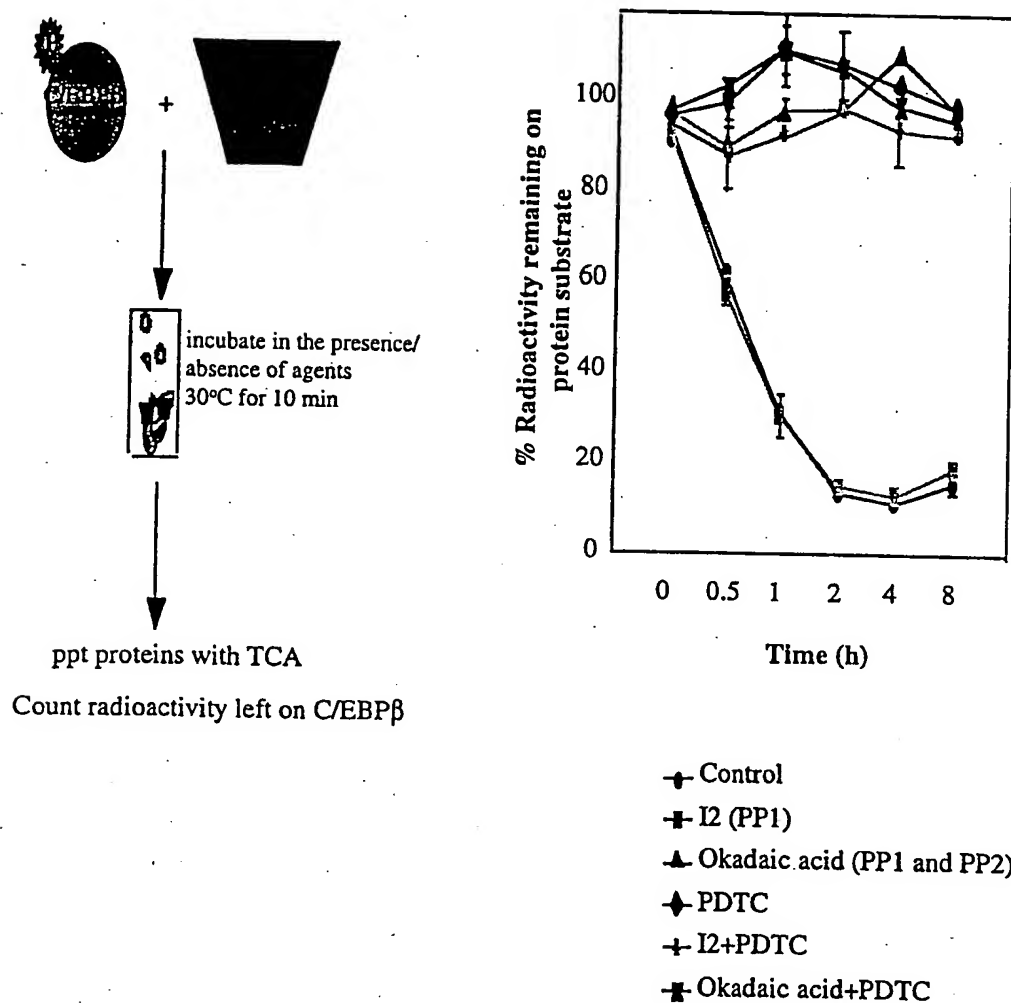 +
incubate in the presence/
absence of agents
30°C for 10 min
ppt proteins with TCA
Count radioactivity left on C/EBPβ
% Radioactivity remaining on
protein substrate
100
80
60
40
20
0
0 0.5 1 2 4 8
Time (h)
Control
I2 (PP1)
Okadaic acid (PP1 and PP2)
PDTC
I2+PDTC
Okadaic acid+PDTC